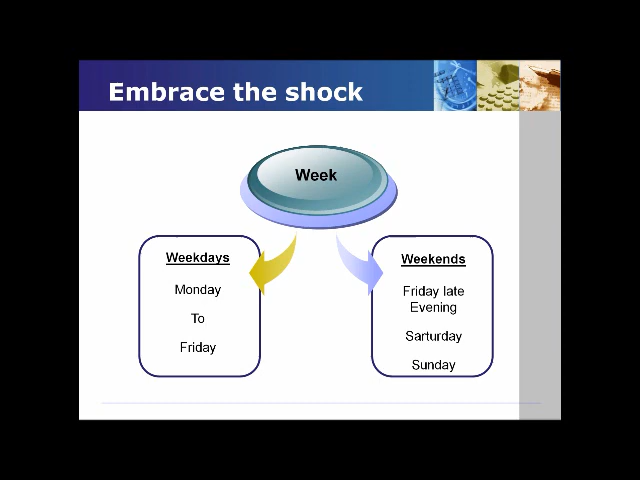 Embrace the shock
Week
Weekdays
Monday
To
Friday
Weekends
Friday late
Evening
Sarturday
Sunday